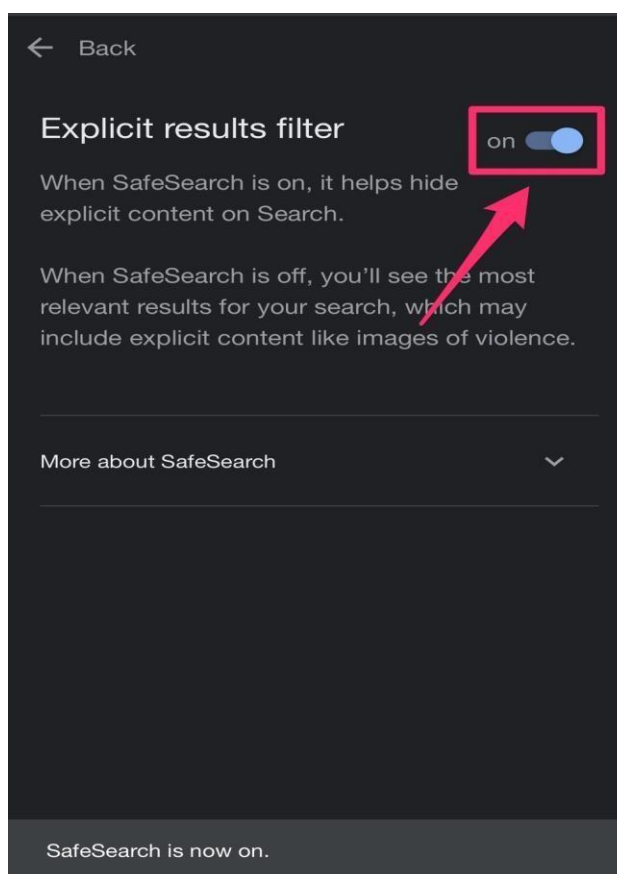 Back
Explicit results filter
on
When SafeSearch is on, it helps hide
explicit content on Search.
When SafeSearch is off, you'll see the most
relevant results for your search, which may
include explicit content like images of violence.
More about SafeSearch
SafeSearch is now on.